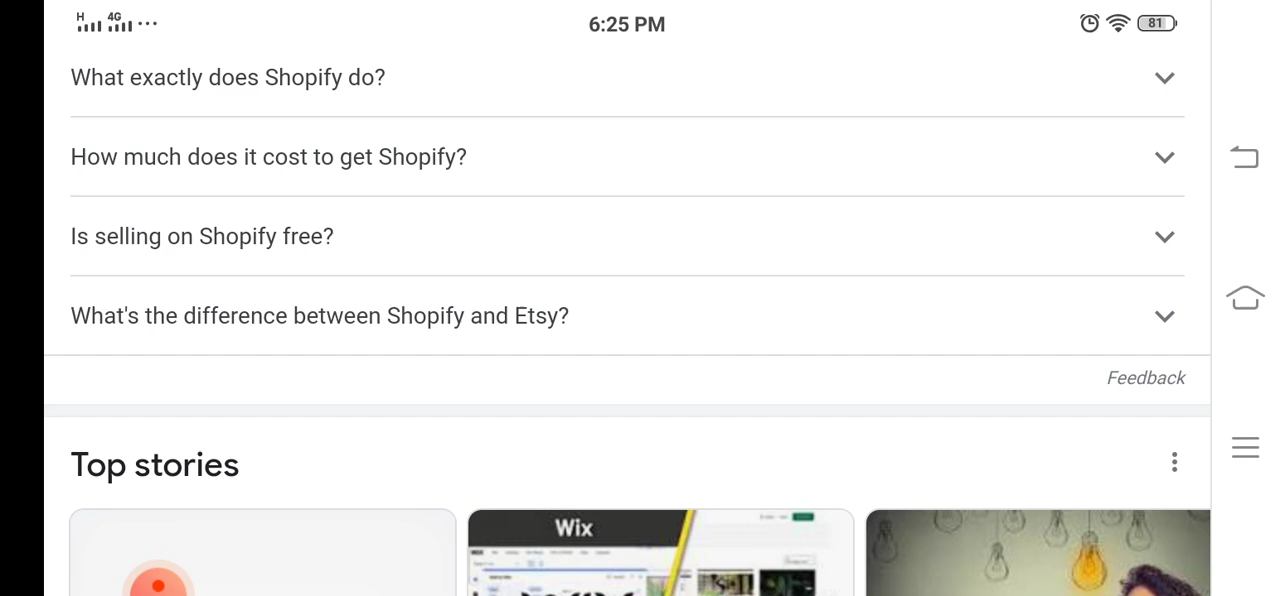 H 4G
6:25 PM
81
What exactly does Shopify do?
How much does it cost to get Shopify?
Is selling on Shopify free?
What's the difference between Shopify and Etsy?
Feedback
Top stories
Wix